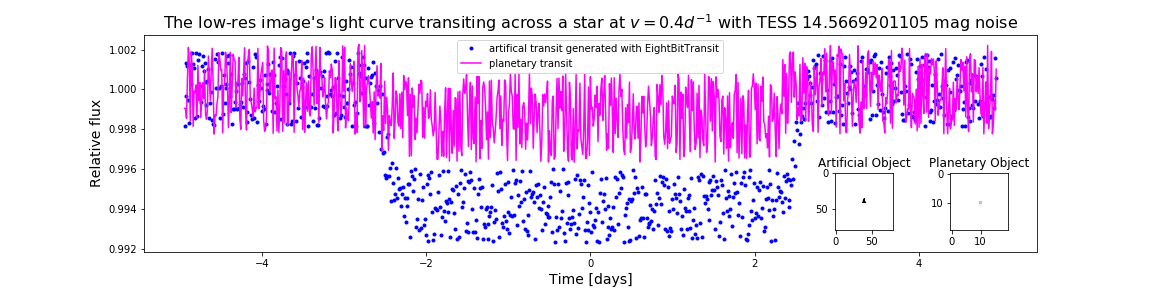 The low-res image's light curve transiting across a star at v = 0.4d⁻¹ with TESS 14.5669201105 mag noise
artifical transit generated with EightBitTransit
planetary transit
Relative flux
1.002
1.000
0.998
0.996
0.994
0.992
Artificial Object
0
50
0 50
Planetary Object
0
10
0 10
−4 −2 0 2 4
Time [days]